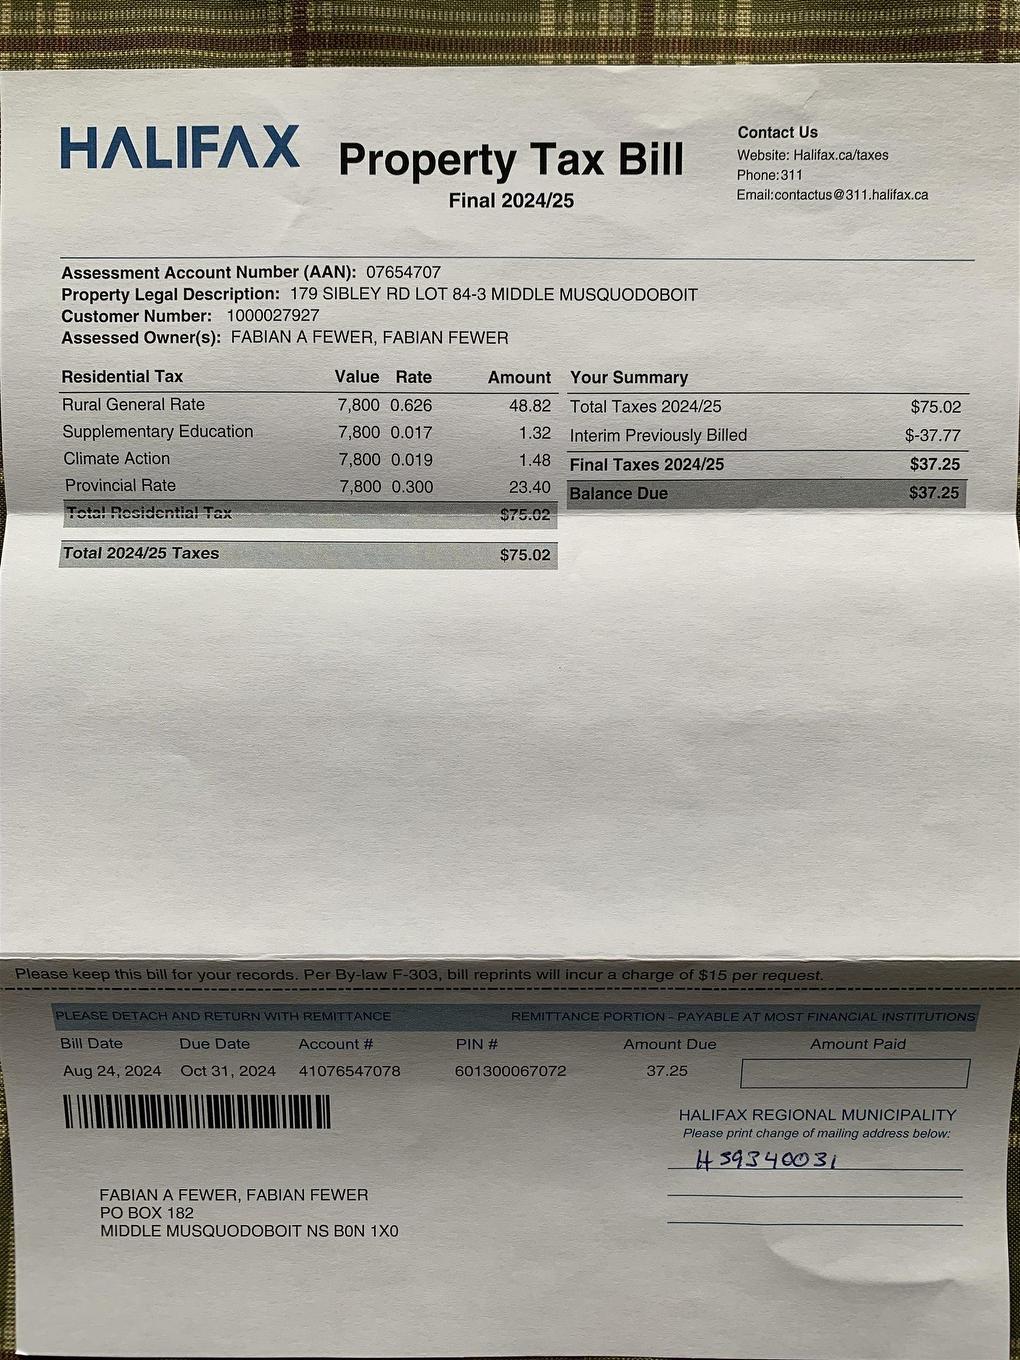 HALIFAX
Property Tax Bill
Final 2024/25
Contact Us
Website: Halifax.ca/taxes
Phone:311
Email:contactus@311.halifax.ca
Assessment Account Number (AAN): 07654707
Property Legal Description: 179 SIBLEY RD LOT 84-3 MIDDLE MUSQUODOBOIT
Customer Number: 1000027927
Assessed Owner(s): FABIAN A FEWER, FABIAN FEWER
Residential Tax Value Rate Amount
Rural General Rate 7,800 0.626 48.82
Supplementary Education 7,800 0.017 1.32
Climate Action 7,800 0.019 1.48
Provincial Rate 7,800 0.300 23.40
Total Residential Tax $75.02
Total 2024/25 Taxes $75.02
Your Summary
Total Taxes 2024/25 $75.02
Interim Previously Billed $-37.77
Final Taxes 2024/25 $37.25
Balance Due $37.25
Please keep this bill for your records. Per By-law F-303, bill reprints will incur a charge of $15 per request.
PLEASE DETACH AND RETURN WITH REMITTANCE REMITTANCE PORTION - PAYABLE AT MOST FINANCIAL INSTITUTIONS
Bill Date Due Date Account # PIN # Amount Due Amount Paid
Aug 24, 2024 Oct 31, 2024 41076547078 601300067072 37.25
HALIFAX REGIONAL MUNICIPALITY
Please print change of mailing address below:
H39340031
FABIAN A FEWER, FABIAN FEWER
PO BOX 182
MIDDLE MUSQUODOBOIT NS B0N 1X0